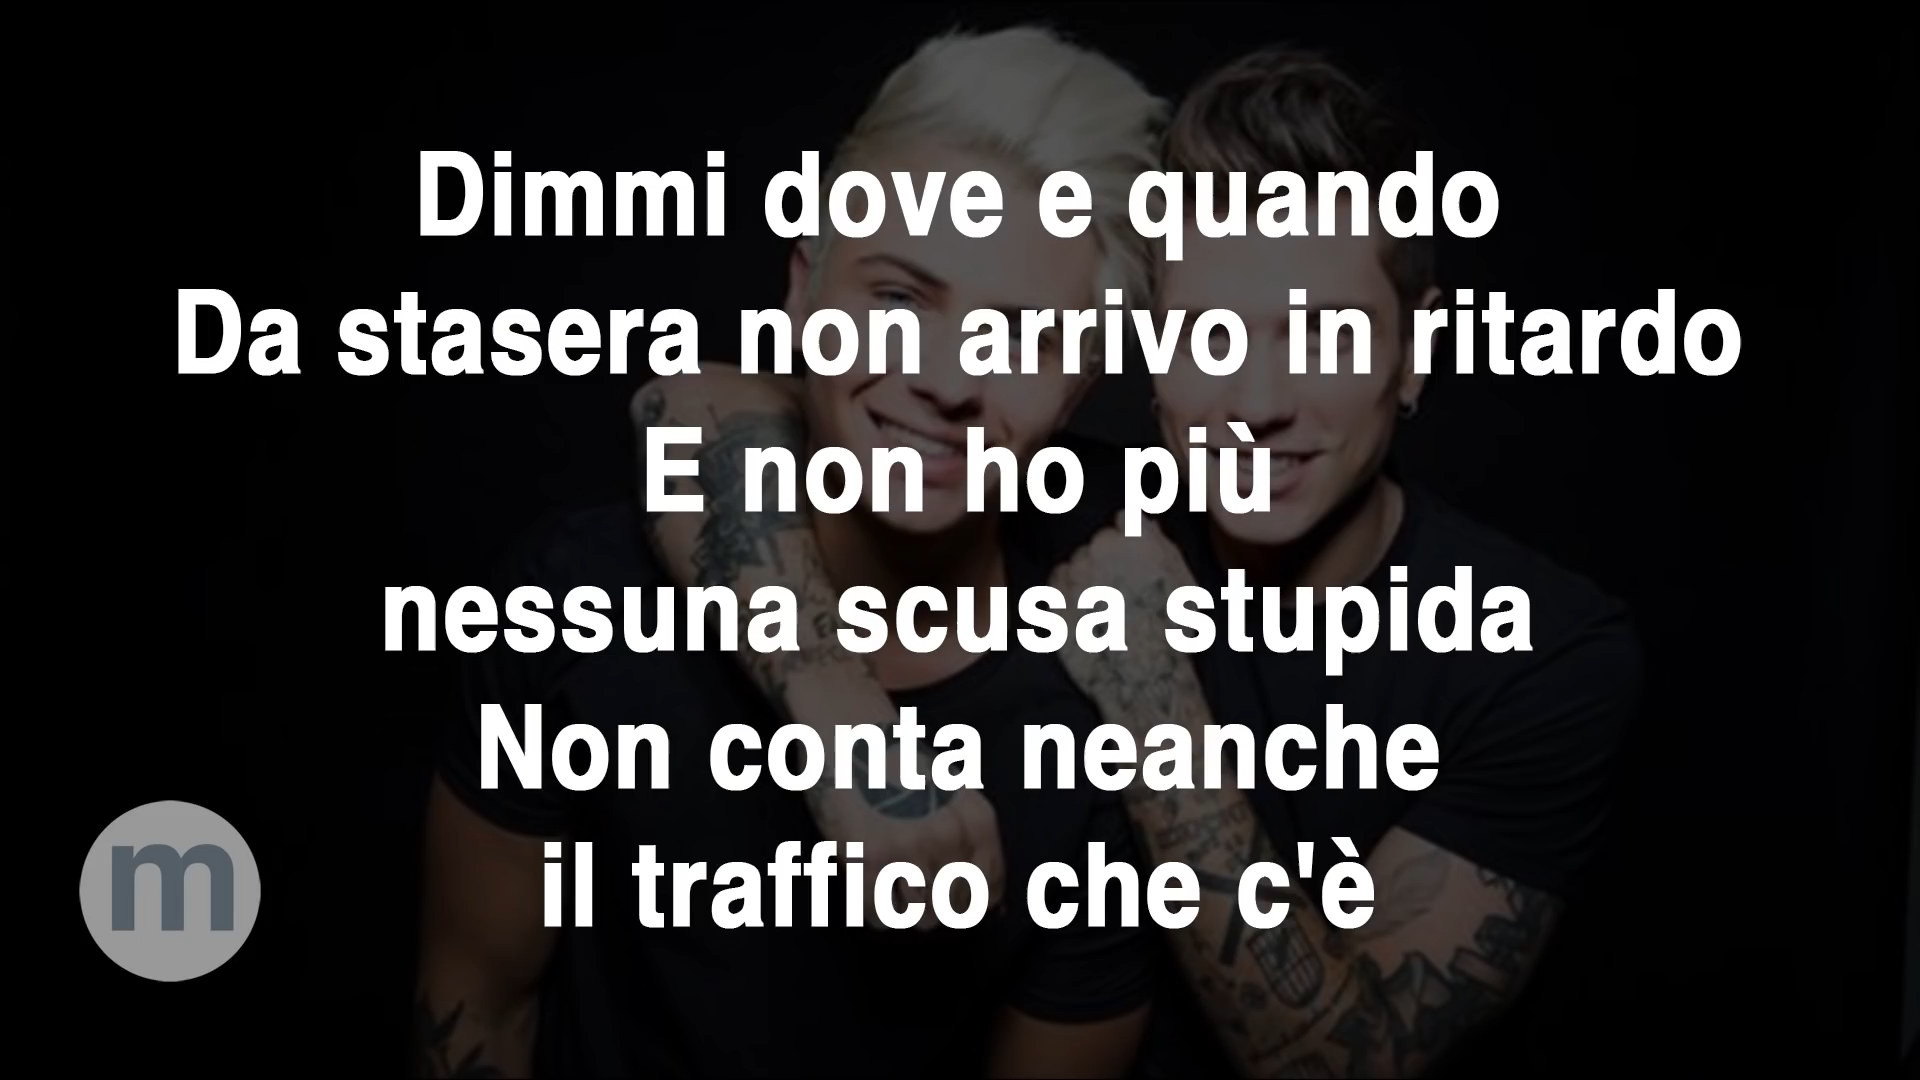 Dimmi dove e quando
Da stasera non arrivo in ritardo
E non ho più
nessuna scusa stupida
Non conta neanche
il traffico che c'è
m